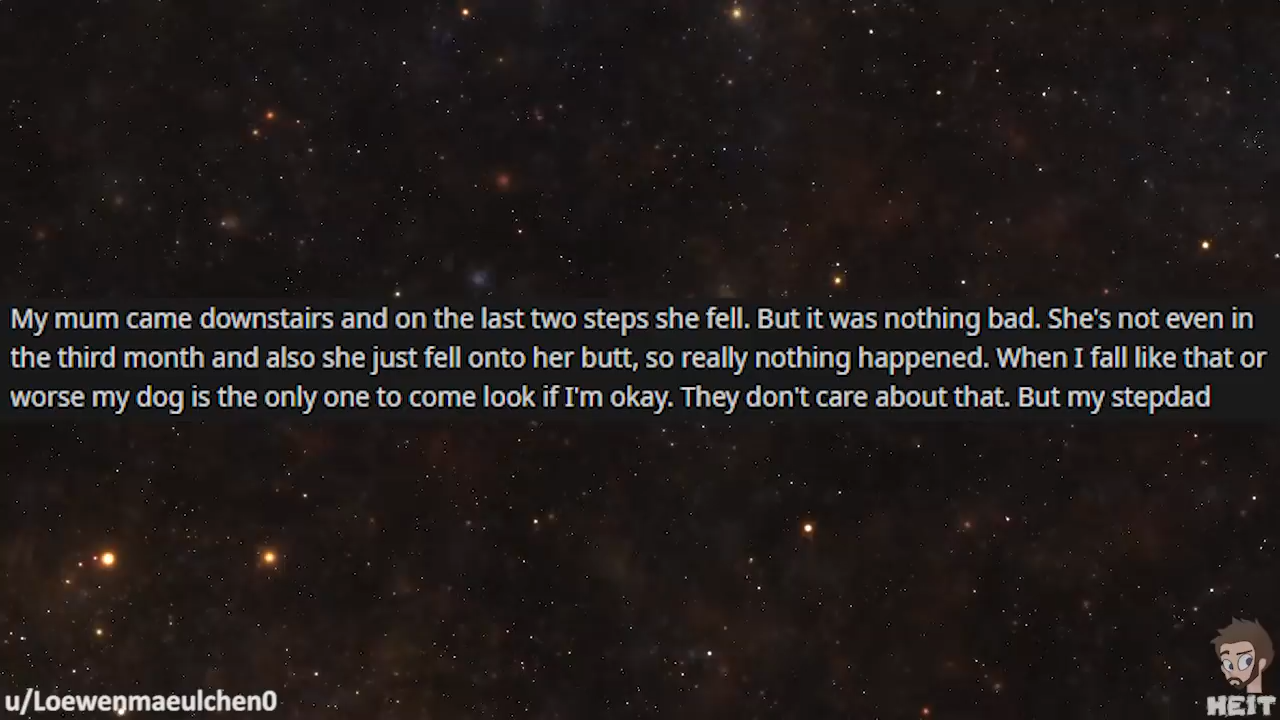 My mum came downstairs and on the last two steps she fell. But it was nothing bad. She's not even in
the third month and also she just fell onto her butt, so really nothing happened. When I fall like that or
worse my dog is the only one to come look if I'm okay. They don't care about that. But my stepdad
u/Loewenmaeulchen0
HEIT